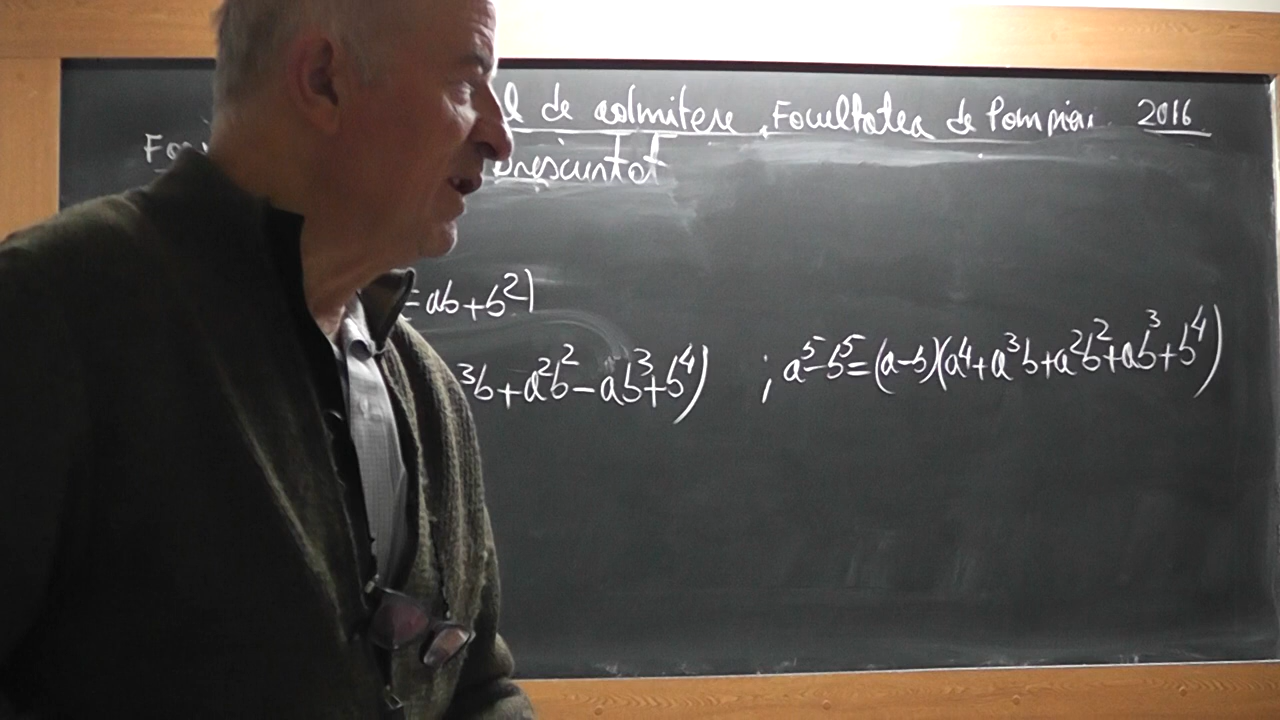 de admitere, Facultatea de Pompieri 2016
prescurtat
= ab + b²)
³b + a²b² - ab³ + b⁴) ; a⁵ - b⁵ = (a-b)(a⁴ + a³b + a²b² + ab³ + b⁴)